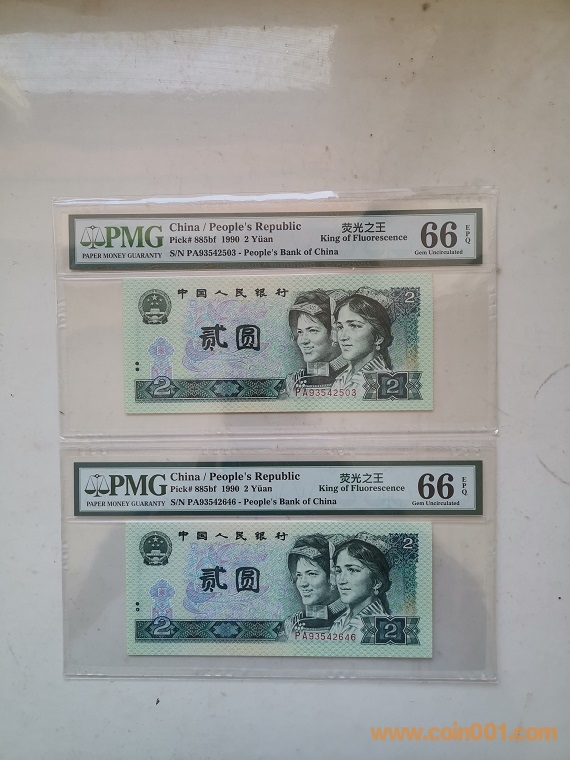 PMG
PAPER MONEY GUARANTY
China / People's Republic
Pick# 885bf 1990 2 Yüan
S/N PA93542503 - People's Bank of China
荧光之王
King of Fluorescence
66 EPQ
Gem Uncirculated
中国人民银行
贰圆
2
2
2
PA93542503
PMG
PAPER MONEY GUARANTY
China / People's Republic
Pick# 885bf 1990 2 Yüan
S/N PA93542646 - People's Bank of China
荧光之王
King of Fluorescence
66 EPQ
Gem Uncirculated
中国人民银行
贰圆
2
2
2
PA93542646
www.coin001.com